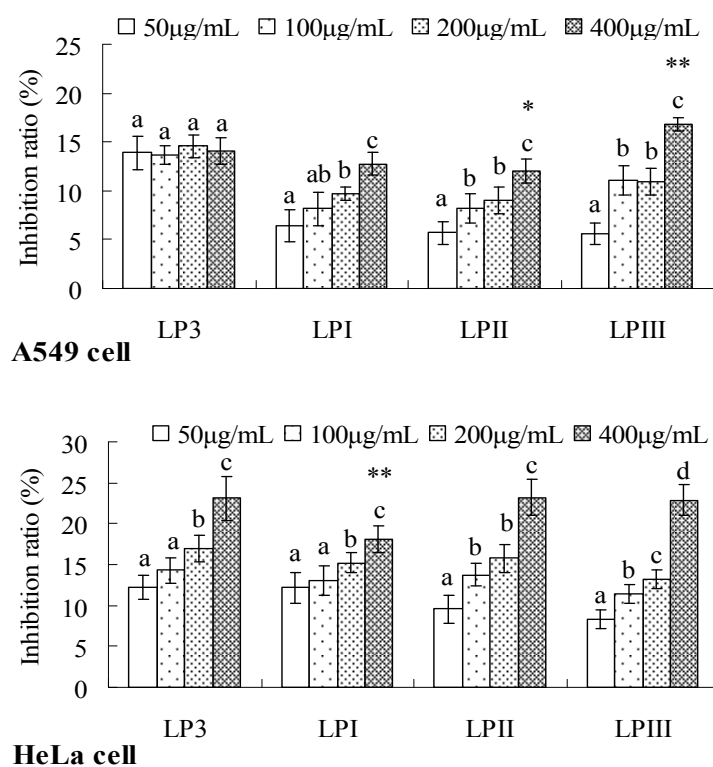 50μg/mL 100μg/mL 200μg/mL 400μg/mL
25
20
15
10
5
0
Inhibition ratio (%)
**
*
a a a a
a ab b c
a b b c
a b b c
LP3 LPI LPII LPIII
A549 cell
50μg/mL 100μg/mL 200μg/mL 400μg/mL
30
25
20
15
10
5
0
Inhibition ratio (%)
**
a a b c
a a b c
a b b c
a b c d
LP3 LPI LPII LPIII
HeLa cell